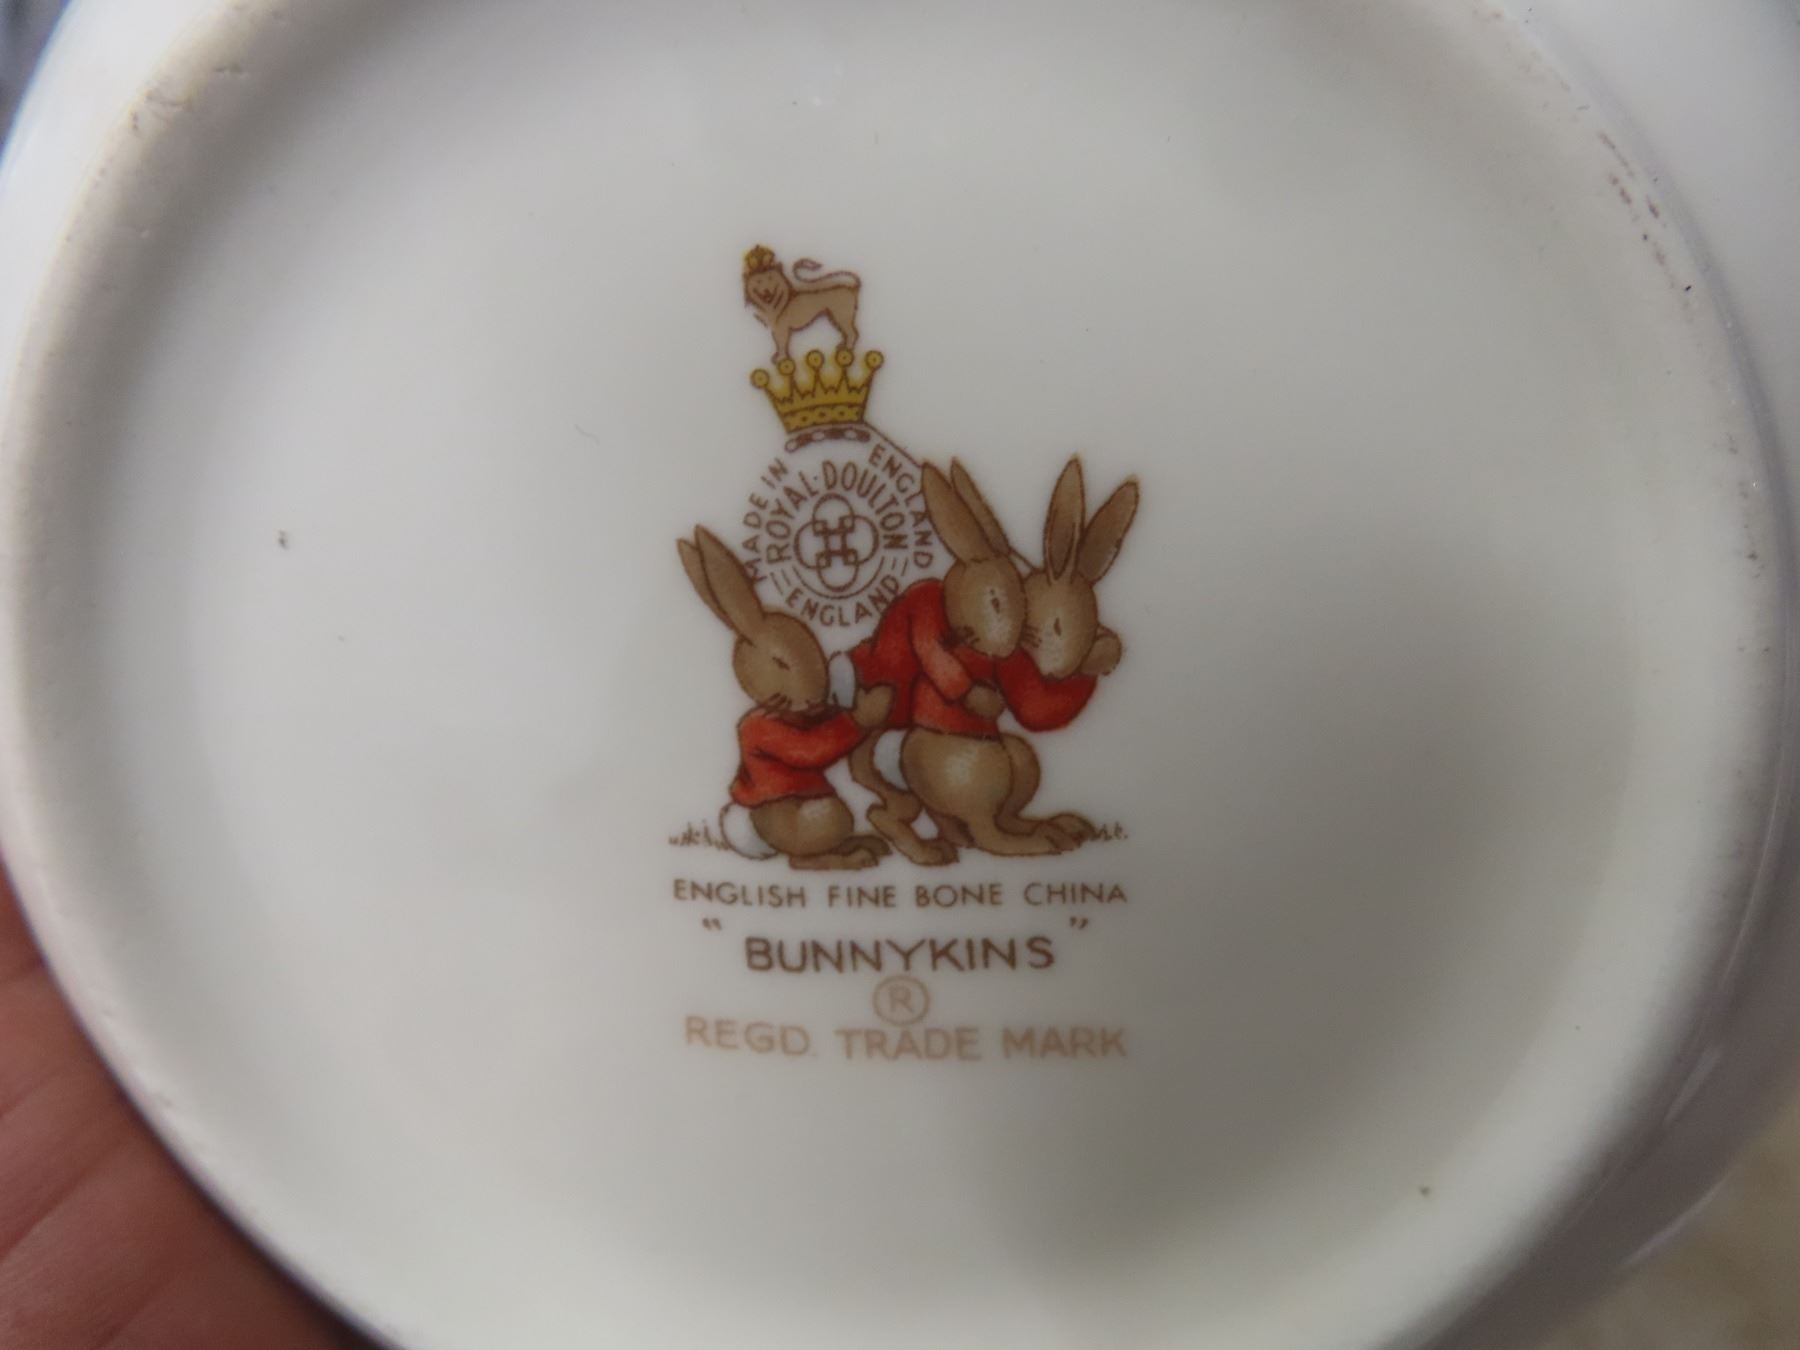 MADE IN ENGLAND
ROYAL·DOULTON
ENGLAND
ENGLISH FINE BONE CHINA
" BUNNYKINS "
®
REGD. TRADE MARK